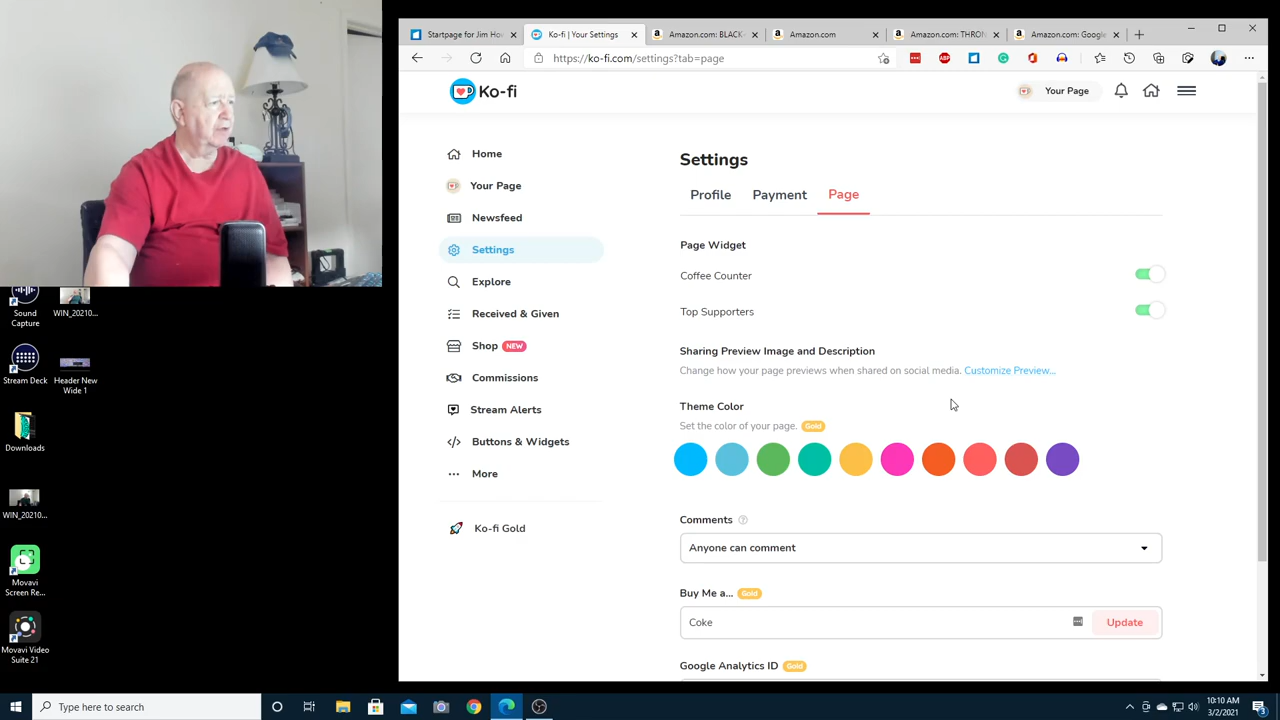 Startpage for Jim Ho
Ko-fi | Your Settings
Amazon.com: BLACK
Amazon.com
Amazon.com: THRON
Amazon.com: Google
https://ko-fi.com/settings?tab=page
ABP
Ko-fi
Your Page
Home
Your Page
Newsfeed
Settings
Explore
Received & Given
Shop NEW
Commissions
Stream Alerts
Buttons & Widgets
More
Ko-fi Gold
Settings
Profile Payment Page
Page Widget
Coffee Counter
Top Supporters
Sharing Preview Image and Description
Change how your page previews when shared on social media. Customize Preview...
Theme Color
Set the color of your page. Gold
Comments ?
Anyone can comment
Buy Me a... Gold
Coke
Update
Google Analytics ID Gold
Sound
Capture
WIN_20210...
Stream Deck
Header New
Wide 1
Downloads
WIN_20210...
Movavi
Screen Re...
Movavi Video
Suite 21
Type here to search
10:10 AM
3/2/2021
3